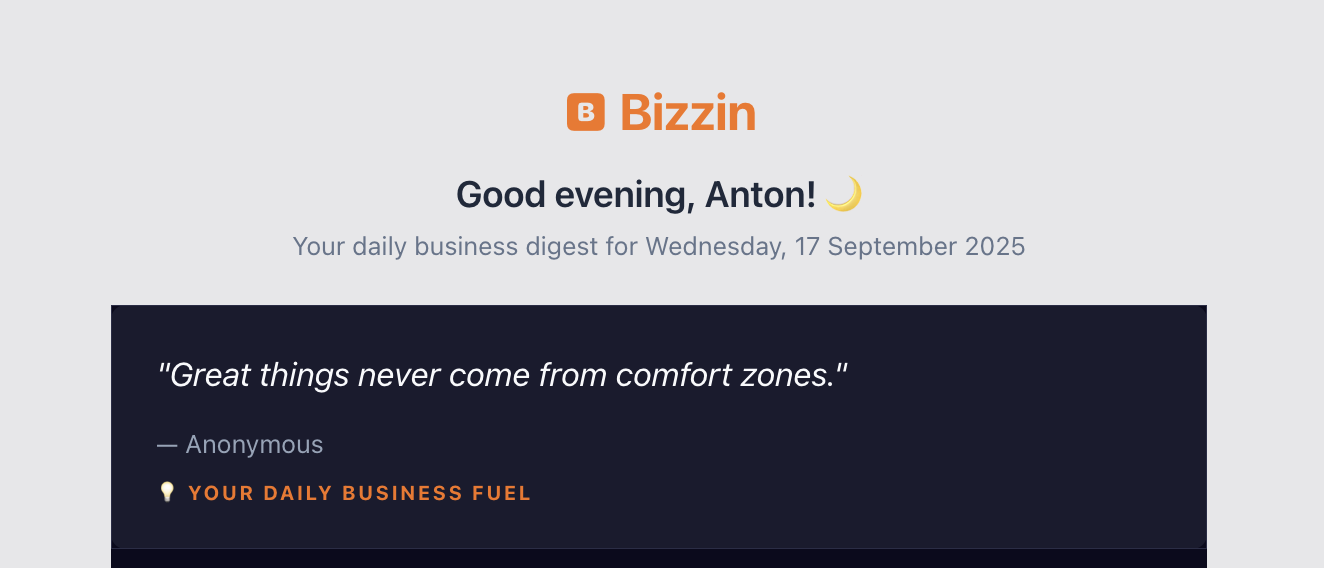 B Bizzin
Good evening, Anton! 🌙
Your daily business digest for Wednesday, 17 September 2025
"Great things never come from comfort zones."
— Anonymous
💡 YOUR DAILY BUSINESS FUEL